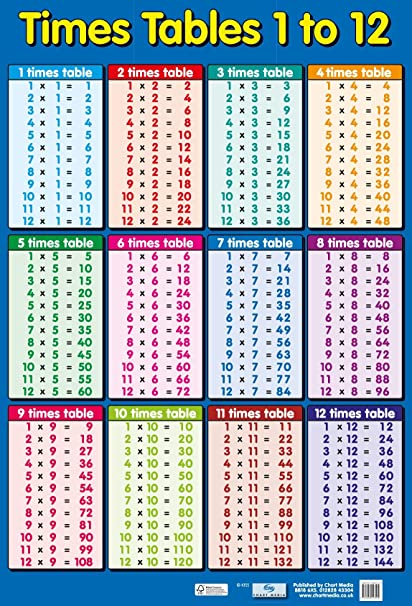 Times Tables 1 to 12
1 times table
1 x 1 = 1
2 x 1 = 2
3 x 1 = 3
4 x 1 = 4
5 x 1 = 5
6 x 1 = 6
7 x 1 = 7
8 x 1 = 8
9 x 1 = 9
10 x 1 = 10
11 x 1 = 11
12 x 1 = 12
2 times table
1 x 2 = 2
2 x 2 = 4
3 x 2 = 6
4 x 2 = 8
5 x 2 = 10
6 x 2 = 12
7 x 2 = 14
8 x 2 = 16
9 x 2 = 18
10 x 2 = 20
11 x 2 = 22
12 x 2 = 24
3 times table
1 x 3 = 3
2 x 3 = 6
3 x 3 = 9
4 x 3 = 12
5 x 3 = 15
6 x 3 = 18
7 x 3 = 21
8 x 3 = 24
9 x 3 = 27
10 x 3 = 30
11 x 3 = 33
12 x 3 = 36
4 times table
1 x 4 = 4
2 x 4 = 8
3 x 4 = 12
4 x 4 = 16
5 x 4 = 20
6 x 4 = 24
7 x 4 = 28
8 x 4 = 32
9 x 4 = 36
10 x 4 = 40
11 x 4 = 44
12 x 4 = 48
5 times table
1 x 5 = 5
2 x 5 = 10
3 x 5 = 15
4 x 5 = 20
5 x 5 = 25
6 x 5 = 30
7 x 5 = 35
8 x 5 = 40
9 x 5 = 45
10 x 5 = 50
11 x 5 = 55
12 x 5 = 60
6 times table
1 x 6 = 6
2 x 6 = 12
3 x 6 = 18
4 x 6 = 24
5 x 6 = 30
6 x 6 = 36
7 x 6 = 42
8 x 6 = 48
9 x 6 = 54
10 x 6 = 60
11 x 6 = 66
12 x 6 = 72
7 times table
1 x 7 = 7
2 x 7 = 14
3 x 7 = 21
4 x 7 = 28
5 x 7 = 35
6 x 7 = 42
7 x 7 = 49
8 x 7 = 56
9 x 7 = 63
10 x 7 = 70
11 x 7 = 77
12 x 7 = 84
8 times table
1 x 8 = 8
2 x 8 = 16
3 x 8 = 24
4 x 8 = 32
5 x 8 = 40
6 x 8 = 48
7 x 8 = 56
8 x 8 = 64
9 x 8 = 72
10 x 8 = 80
11 x 8 = 88
12 x 8 = 96
9 times table
1 x 9 = 9
2 x 9 = 18
3 x 9 = 27
4 x 9 = 36
5 x 9 = 45
6 x 9 = 54
7 x 9 = 63
8 x 9 = 72
9 x 9 = 81
10 x 9 = 90
11 x 9 = 99
12 x 9 = 108
10 times table
1 x 10 = 10
2 x 10 = 20
3 x 10 = 30
4 x 10 = 40
5 x 10 = 50
6 x 10 = 60
7 x 10 = 70
8 x 10 = 80
9 x 10 = 90
10 x 10 = 100
11 x 10 = 110
12 x 10 = 120
11 times table
1 x 11 = 11
2 x 11 = 22
3 x 11 = 33
4 x 11 = 44
5 x 11 = 55
6 x 11 = 66
7 x 11 = 77
8 x 11 = 88
9 x 11 = 99
10 x 11 = 110
11 x 11 = 121
12 x 11 = 132
12 times table
1 x 12 = 12
2 x 12 = 24
3 x 12 = 36
4 x 12 = 48
5 x 12 = 60
6 x 12 = 72
7 x 12 = 84
8 x 12 = 96
9 x 12 = 108
10 x 12 = 120
11 x 12 = 132
12 x 12 = 144
FSC
CHART MEDIA
Published by Chart Media
BB18 6XS. 01282 843304
www.chartmedia.co.uk